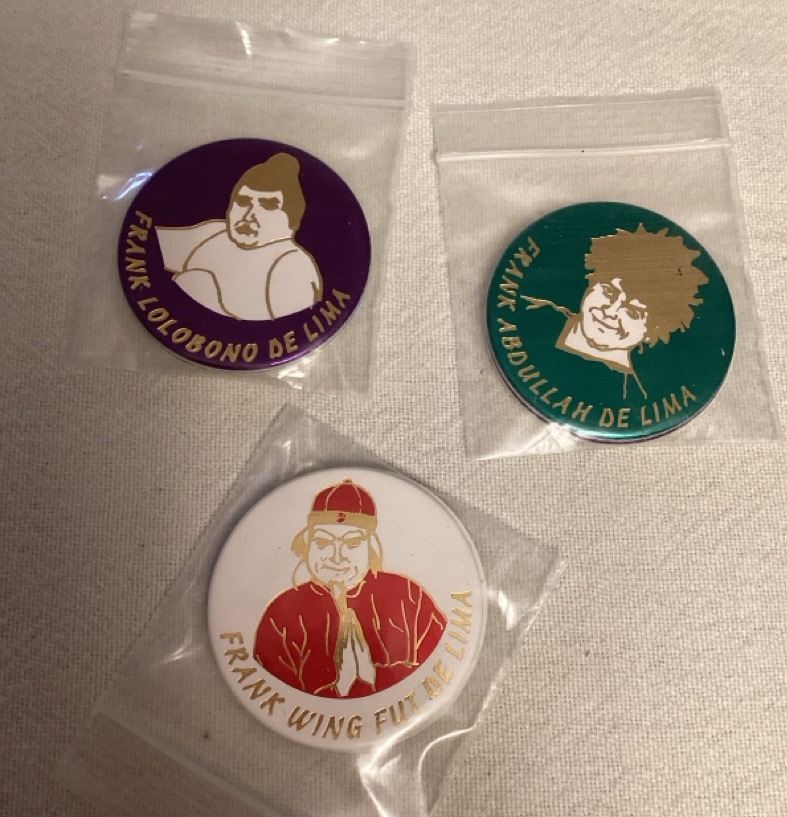 FRANK LOLOBONO DE LIMA
FRANK ABDULLAH DE LIMA
FRANK WING FUT DE LIMA